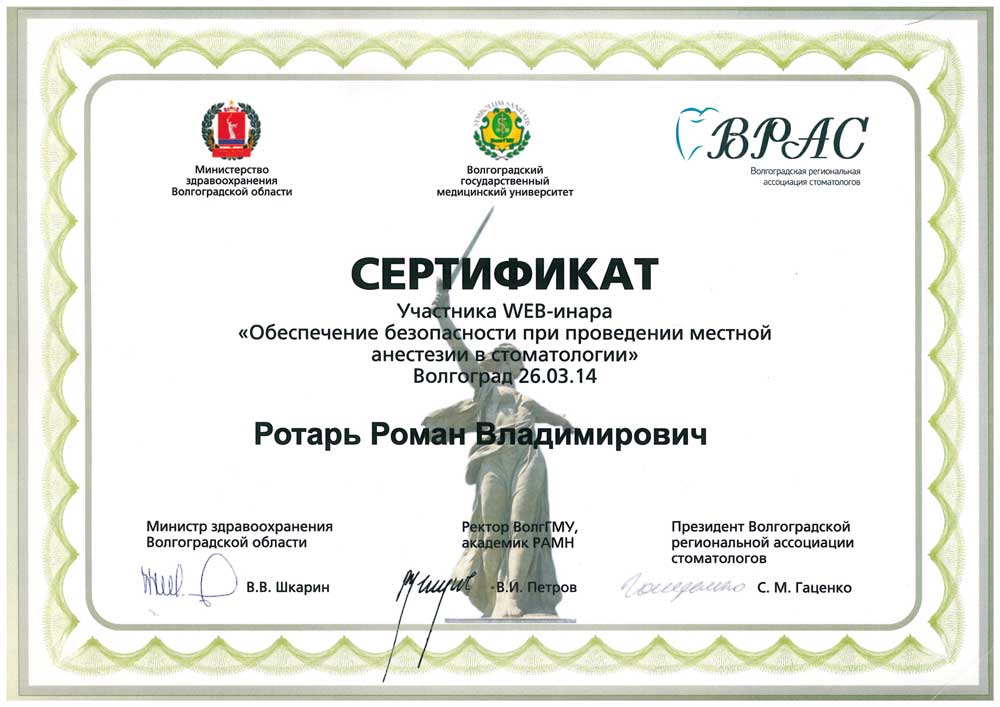 Министерство
здравоохранения
Волгоградской области
Волгоградский
государственный
медицинский университет
ВРАС
Волгоградская региональная
ассоциация стоматологов
СЕРТИФИКАТ
Участника WEB-инара
«Обеспечение безопасности при проведении местной
анестезии в стоматологии»
Волгоград 26.03.14
Ротарь Роман Владимирович
Министр здравоохранения
Волгоградской области
В.В. Шкарин
Ректор ВолгГМУ,
академик РАМН
В.И. Петров
Президент Волгоградской
региональной ассоциации
стоматологов
С. М. Гаценко